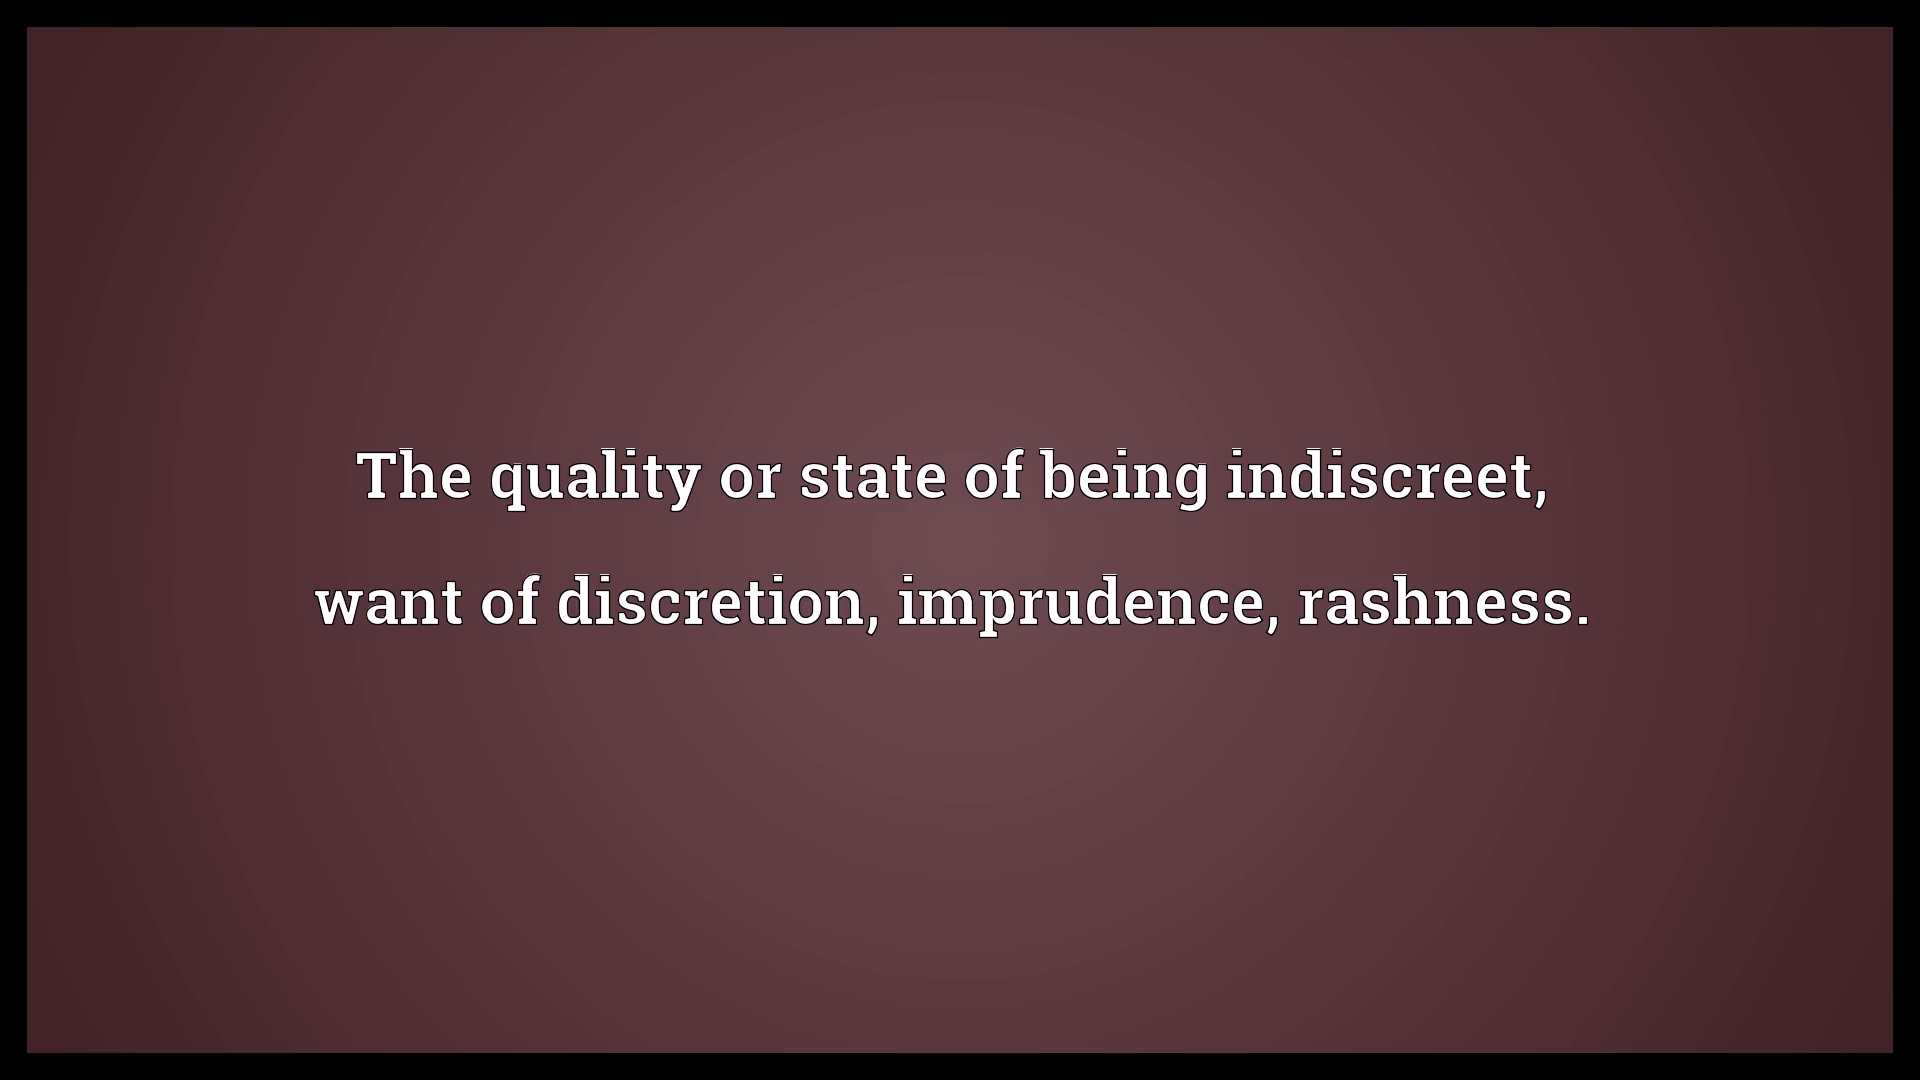 The quality or state of being indiscreet,
want of discretion, imprudence, rashness.